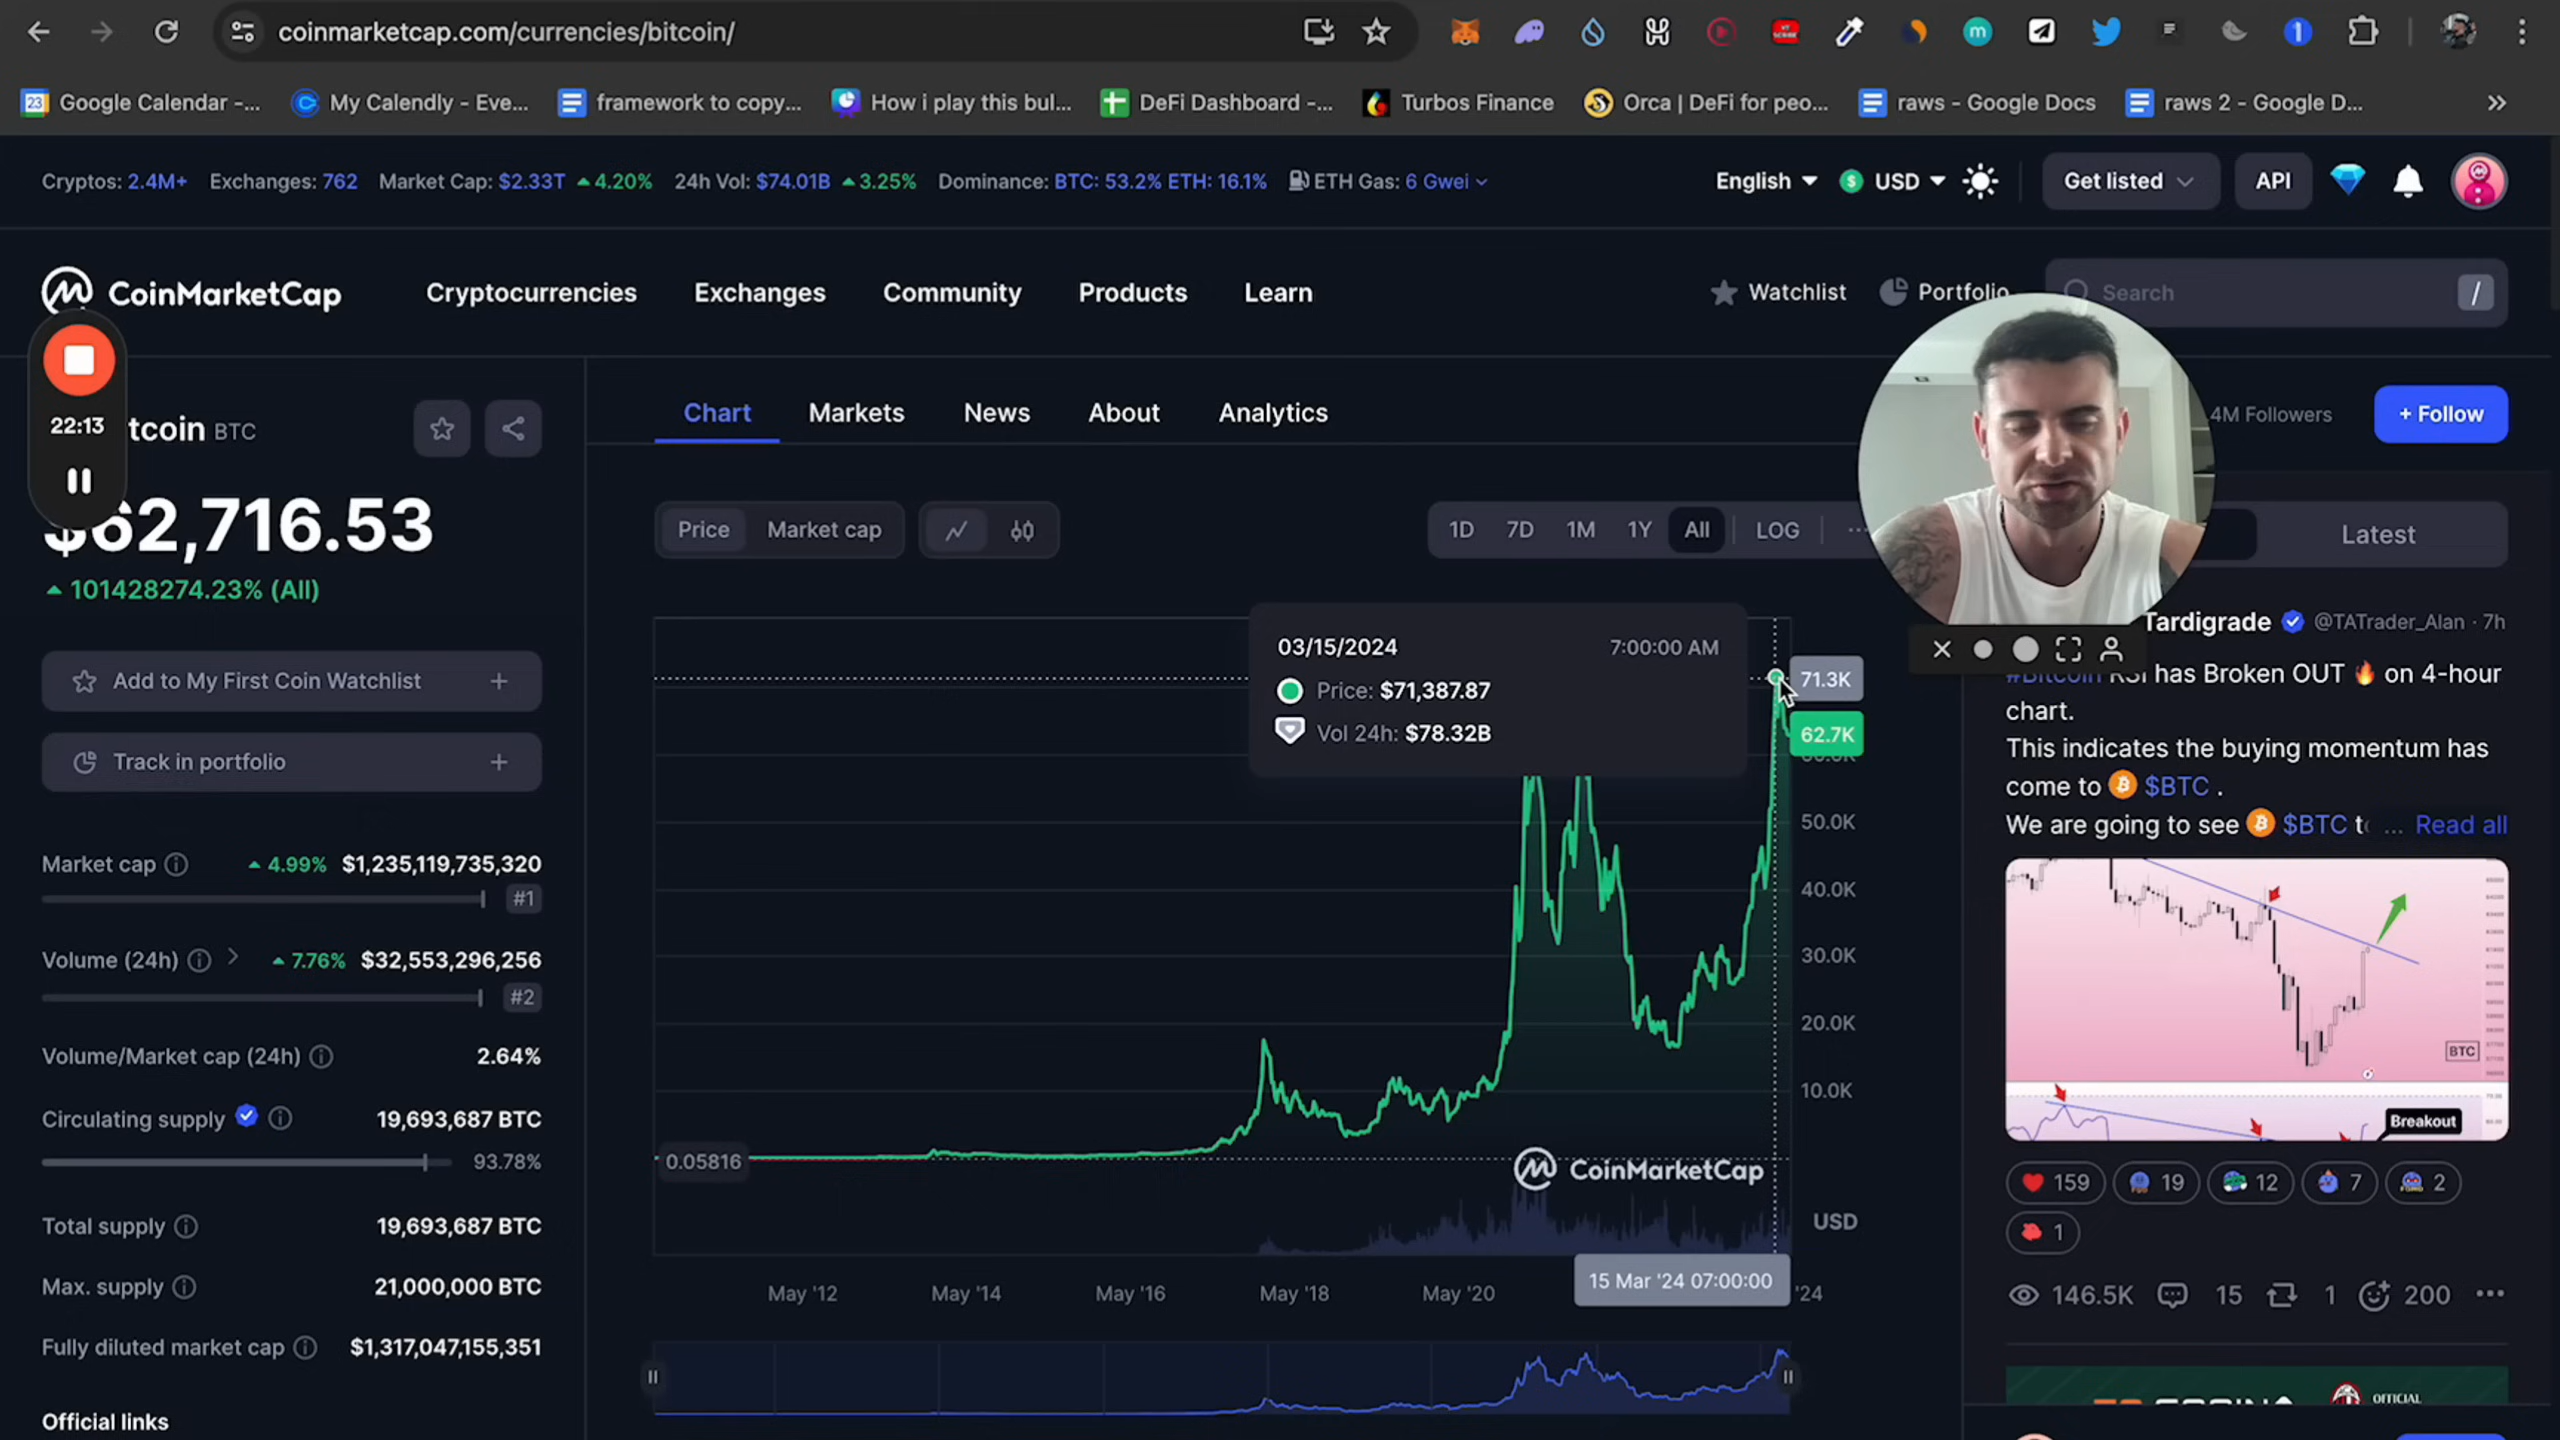 coinmarketcap.com/currencies/bitcoin/
23 Google Calendar -... My Calendly - Eve... framework to copy... How i play this bul... DeFi Dashboard -... Turbos Finance Orca | DeFi for peo... raws - Google Docs raws 2 - Google D... »
Cryptos: 2.4M+ Exchanges: 762 Market Cap: $2.33T 4.20% 24h Vol: $74.01B 3.25% Dominance: BTC: 53.2% ETH: 16.1% ETH Gas: 6 Gwei English USD Get listed API
CoinMarketCap Cryptocurrencies Exchanges Community Products Learn Watchlist Portfolio Search /
22:13
tcoin BTC
Chart Markets News About Analytics
4M Followers + Follow
$62,716.53
101428274.23% (All)
Price Market cap 1D 7D 1M 1Y All LOG ...
Latest
Add to My First Coin Watchlist +
Track in portfolio +
Market cap 4.99% $1,235,119,735,320
#1
Volume (24h) 7.76% $32,553,296,256
#2
Volume/Market cap (24h) 2.64%
Circulating supply 19,693,687 BTC
93.78%
Total supply 19,693,687 BTC
Max. supply 21,000,000 BTC
Fully diluted market cap $1,317,047,155,351
Official links
03/15/2024 7:00:00 AM
Price: $71,387.87
Vol 24h: $78.32B
71.3K
62.7K
50.0K
40.0K
30.0K
20.0K
10.0K
0.05816
CoinMarketCap
USD
15 Mar '24 07:00:00
May '12 May '14 May '16 May '18 May '20 '24
Tardigrade @TATrader_Alan · 7h
#Bitcoin RSI has Broken OUT 🔥 on 4-hour
chart.
This indicates the buying momentum has
come to $BTC .
We are going to see $BTC t ... Read all
BTC
Breakout
159 19 12 7 2
1
146.5K 15 1 200 ...
OFFICIAL